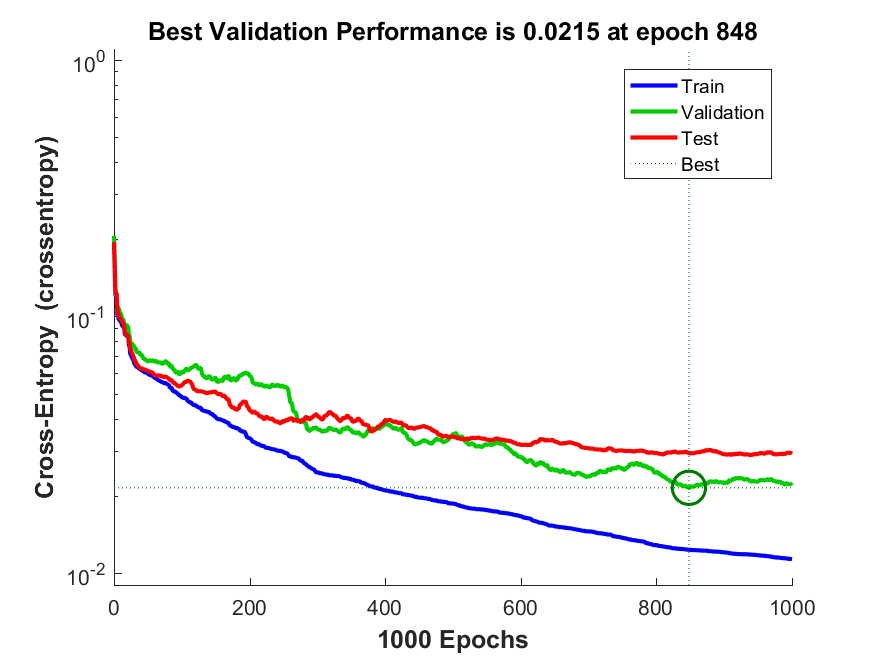 Best Validation Performance is 0.0215 at epoch 848
10^0
10^-1
10^-2
Cross-Entropy (crossentropy)
Train
Validation
Test
Best
0 200 400 600 800 1000
1000 Epochs